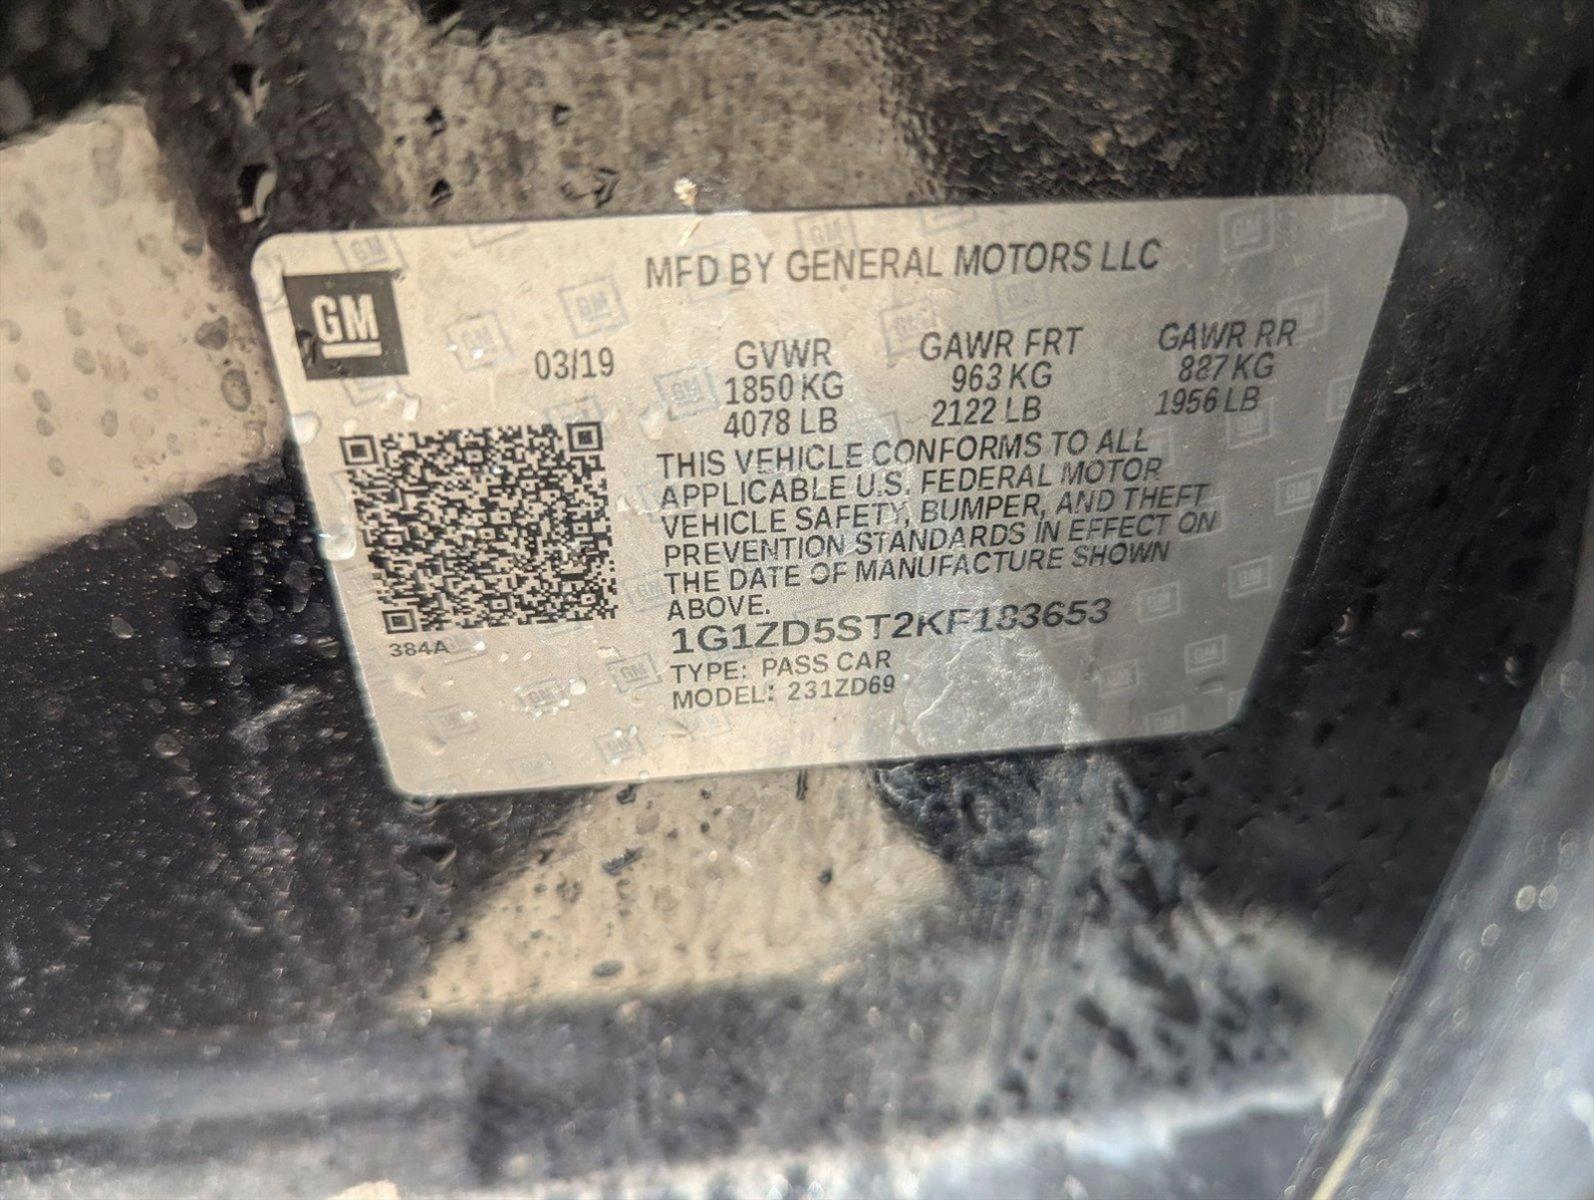 MFD BY GENERAL MOTORS LLC
GM
03/19 GVWR GAWR FRT GAWR RR
1850 KG 963 KG 887 KG
4078 LB 2122 LB 1956 LB
THIS VEHICLE CONFORMS TO ALL
APPLICABLE U.S. FEDERAL MOTOR
VEHICLE SAFETY, BUMPER, AND THEFT
PREVENTION STANDARDS IN EFFECT ON
THE DATE OF MANUFACTURE SHOWN
ABOVE.
1G1ZD5ST2KF183653
384A
TYPE: PASS CAR
MODEL: 231ZD69